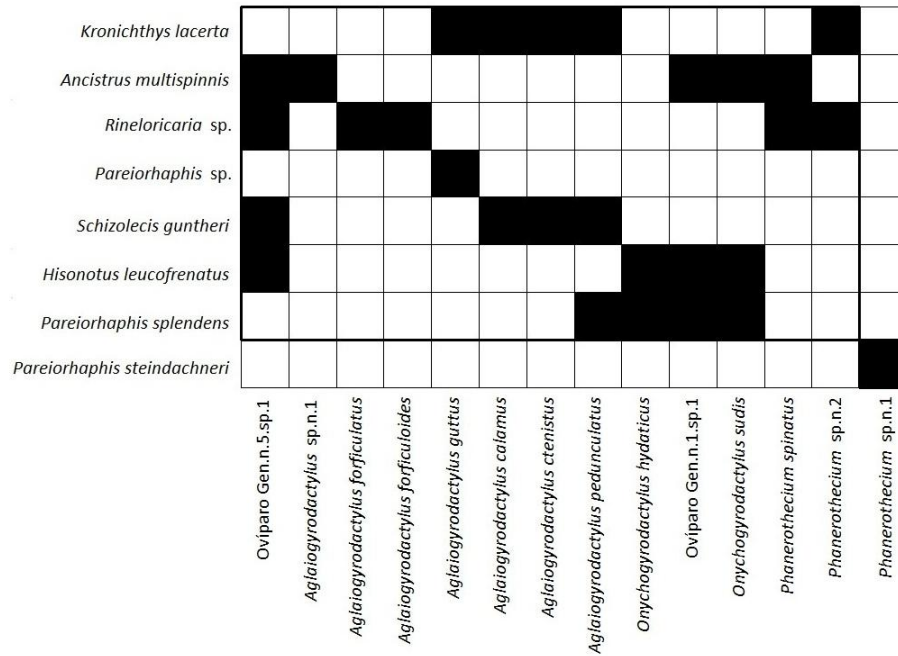 Kronichthys lacerta
Ancistrus multispinnis
Rineloricaria sp.
Pareiorhaphis sp.
Schizolecis guntheri
Hisonotus leucofrenatus
Pareiorhaphis splendens
Pareiorhaphis steindachneri
Oviparo Gen.n.5.sp.1
Aglaiogyrodactylus sp.n.1
Aglaiogyrodactylus forficulatus
Aglaiogyrodactylus forficuloides
Aglaiogyrodactylus guttus
Aglaiogyrodactylus calamus
Aglaiogyrodactylus ctenistus
Aglaiogyrodactylus pedunculatus
Onychogyrodactylus hydaticus
Oviparo Gen.n.1.sp.1
Onychogyrodactylus sudis
Phanerothecium spinatus
Phanerothecium sp.n.2
Phanerothecium sp.n.1